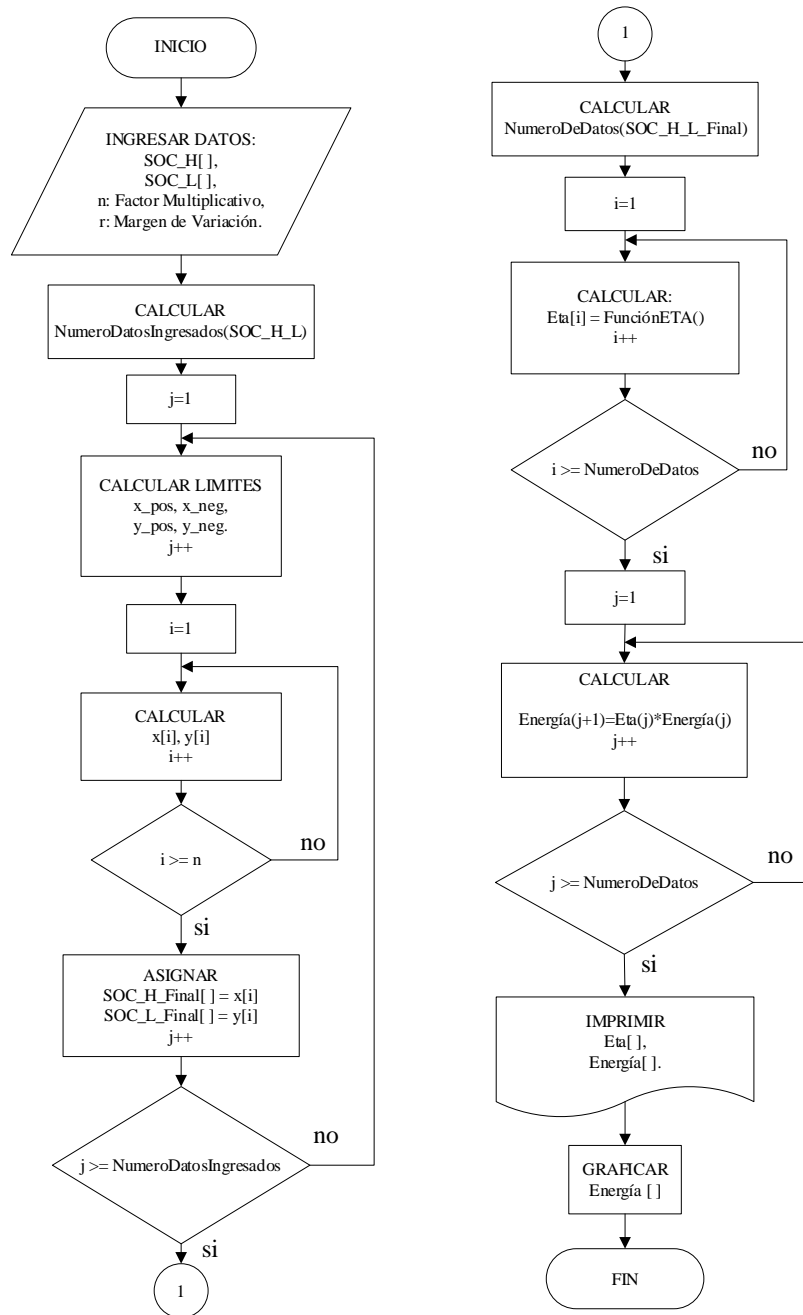 INICIO
INGRESAR DATOS:
SOC_H[ ],
SOC_L[ ],
n: Factor Multiplicativo,
r: Margen de Variación.
CALCULAR
NumeroDatosIngresados(SOC_H_L)
j=1
CALCULAR LIMITES
x_pos, x_neg,
y_pos, y_neg.
j++
i=1
CALCULAR
x[i], y[i]
i++
i >= n
no
si
ASIGNAR
SOC_H_Final[ ] = x[i]
SOC_L_Final[ ] = y[i]
j++
j >= NumeroDatosIngresados
no
si
1
1
CALCULAR
NumeroDeDatos(SOC_H_L_Final)
i=1
CALCULAR:
Eta[i] = FunciónETA()
i++
i >= NumeroDeDatos
no
si
j=1
CALCULAR
Energía(j+1)=Eta(j)*Energía(j)
j++
j >= NumeroDeDatos
no
si
IMPRIMIR
Eta[ ],
Energía[ ].
GRAFICAR
Energía [ ]
FIN